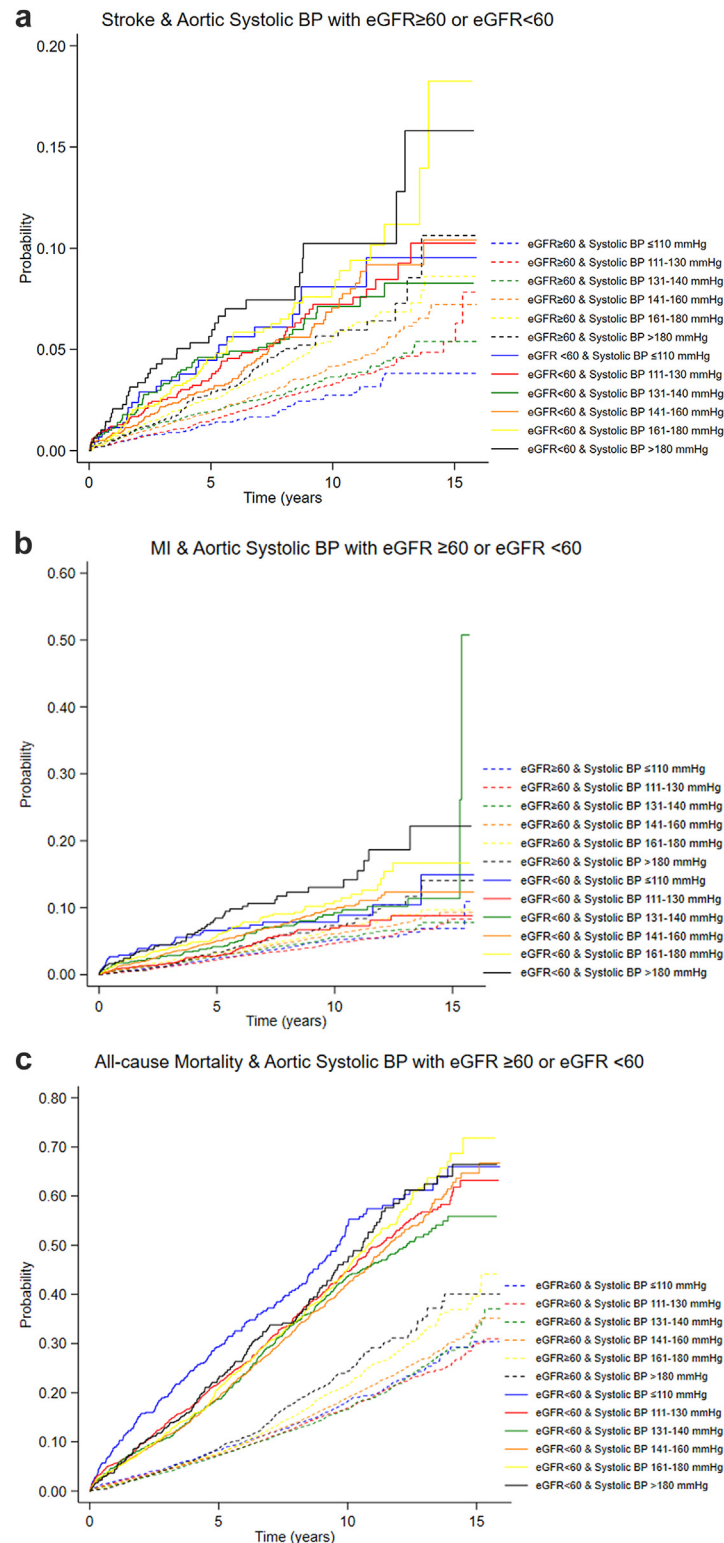 a
Stroke & Aortic Systolic BP with eGFR≥60 or eGFR<60
0.20
0.15
0.10
0.05
0.00
Probability
0 5 10 15
Time (years
eGFR≥60 & Systolic BP ≤110 mmHg
eGFR≥60 & Systolic BP 111-130 mmHg
eGFR≥60 & Systolic BP 131-140 mmHg
eGFR≥60 & Systolic BP 141-160 mmHg
eGFR≥60 & Systolic BP 161-180 mmHg
eGFR≥60 & Systolic BP >180 mmHg
eGFR <60 & Systolic BP ≤110 mmHg
eGFR<60 & Systolic BP 111-130 mmHg
eGFR<60 & Systolic BP 131-140 mmHg
eGFR<60 & Systolic BP 141-160 mmHg
eGFR<60 & Systolic BP 161-180 mmHg
eGFR<60 & Systolic BP >180 mmHg
b
MI & Aortic Systolic BP with eGFR ≥60 or eGFR <60
0.60
0.50
0.40
0.30
0.20
0.10
0.00
Probability
0 5 10 15
Time (years)
eGFR≥60 & Systolic BP ≤110 mmHg
eGFR≥60 & Systolic BP 111-130 mmHg
eGFR≥60 & Systolic BP 131-140 mmHg
eGFR≥60 & Systolic BP 141-160 mmHg
eGFR≥60 & Systolic BP 161-180 mmHg
eGFR≥60 & Systolic BP >180 mmHg
eGFR<60 & Systolic BP ≤110 mmHg
eGFR<60 & Systolic BP 111-130 mmHg
eGFR<60 & Systolic BP 131-140 mmHg
eGFR<60 & Systolic BP 141-160 mmHg
eGFR<60 & Systolic BP 161-180 mmHg
eGFR<60 & Systolic BP >180 mmHg
c
All-cause Mortality & Aortic Systolic BP with eGFR ≥60 or eGFR <60
0.80
0.70
0.60
0.50
0.40
0.30
0.20
0.10
0.00
Probability
0 5 10 15
Time (years)
eGFR≥60 & Systolic BP ≤110 mmHg
eGFR≥60 & Systolic BP 111-130 mmHg
eGFR≥60 & Systolic BP 131-140 mmHg
eGFR≥60 & Systolic BP 141-160 mmHg
eGFR≥60 & Systolic BP 161-180 mmHg
eGFR≥60 & Systolic BP >180 mmHg
eGFR<60 & Systolic BP ≤110 mmHg
eGFR<60 & Systolic BP 111-130 mmHg
eGFR<60 & Systolic BP 131-140 mmHg
eGFR<60 & Systolic BP 141-160 mmHg
eGFR<60 & Systolic BP 161-180 mmHg
eGFR<60 & Systolic BP >180 mmHg